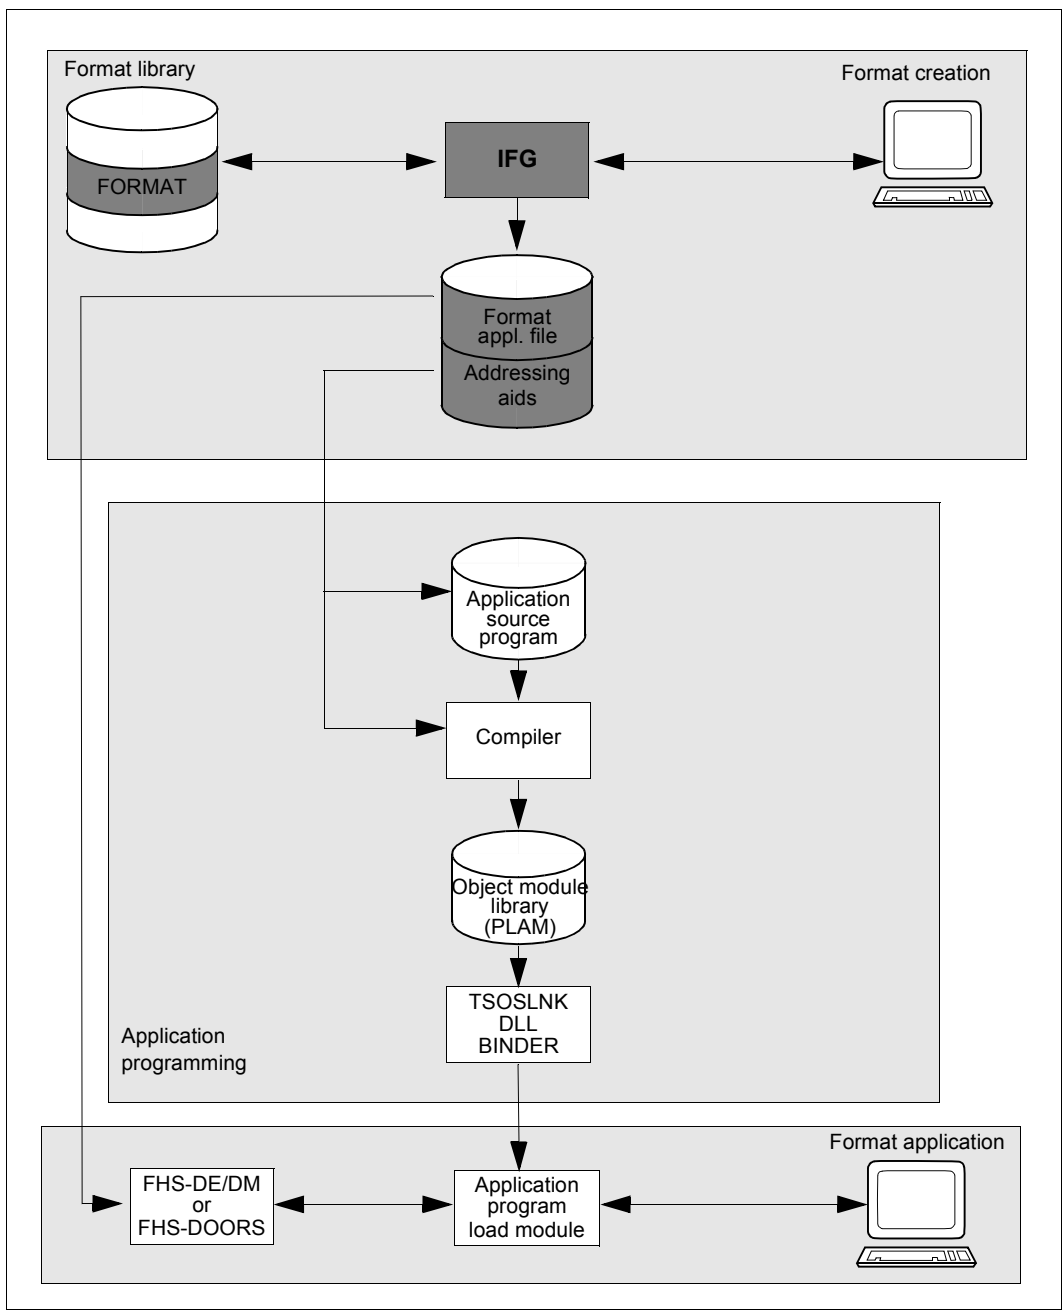 Format library
Format creation
FORMAT
IFG
Format
appl. file
Addressing
aids
Application
source
program
Compiler
Object module
library
(PLAM)
TSOSLNK
DLL
BINDER
Application
programming
Format application
FHS-DE/DM
or
FHS-DOORS
Application
program
load module